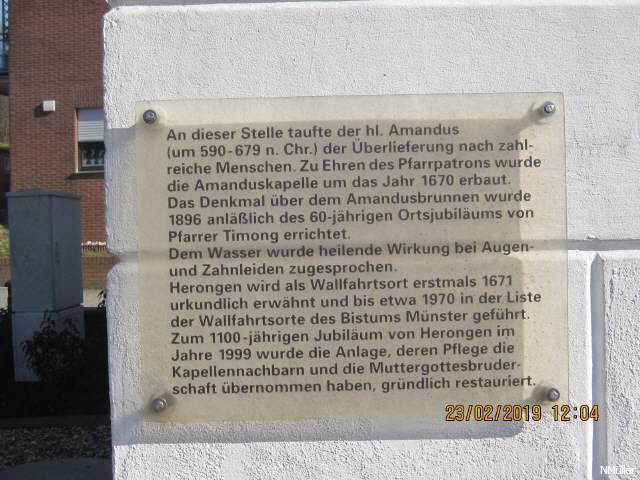 An dieser Stelle taufte der hl. Amandus
(um 590-679 n. Chr.) der Überlieferung nach zahl-
reiche Menschen. Zu Ehren des Pfarrpatrons wurde
die Amanduskapelle um das Jahr 1670 erbaut.
Das Denkmal über dem Amandusbrunnen wurde
1896 anläßlich des 60-jährigen Ortsjubiläums von
Pfarrer Timong errichtet.
Dem Wasser wurde heilende Wirkung bei Augen-
und Zahnleiden zugesprochen.
Herongen wird als Wallfahrtsort erstmals 1671
urkundlich erwähnt und bis etwa 1970 in der Liste
der Wallfahrtsorte des Bistums Münster geführt.
Zum 1100-jährigen Jubiläum von Herongen im
Jahre 1999 wurde die Anlage, deren Pflege die
Kapellennachbarn und die Muttergottesbruder-
schaft übernommen haben, gründlich restauriert.
23/02/2019 12:04
NMüller